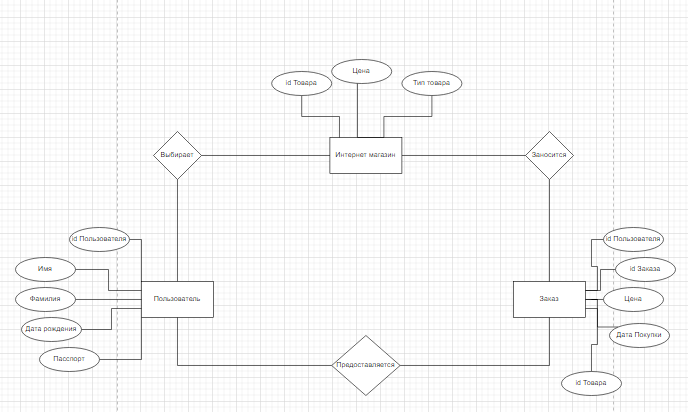 Цена
id Товара
Тип товара
Выбирает
Интернет магазин
Заносится
id Пользователя
id Пользователя
Имя
id Заказа
Фамилия
Пользователь
Заказ
Цена
Дата рождения
Дата Покупки
Пасспорт
Предоставляется
id Товара